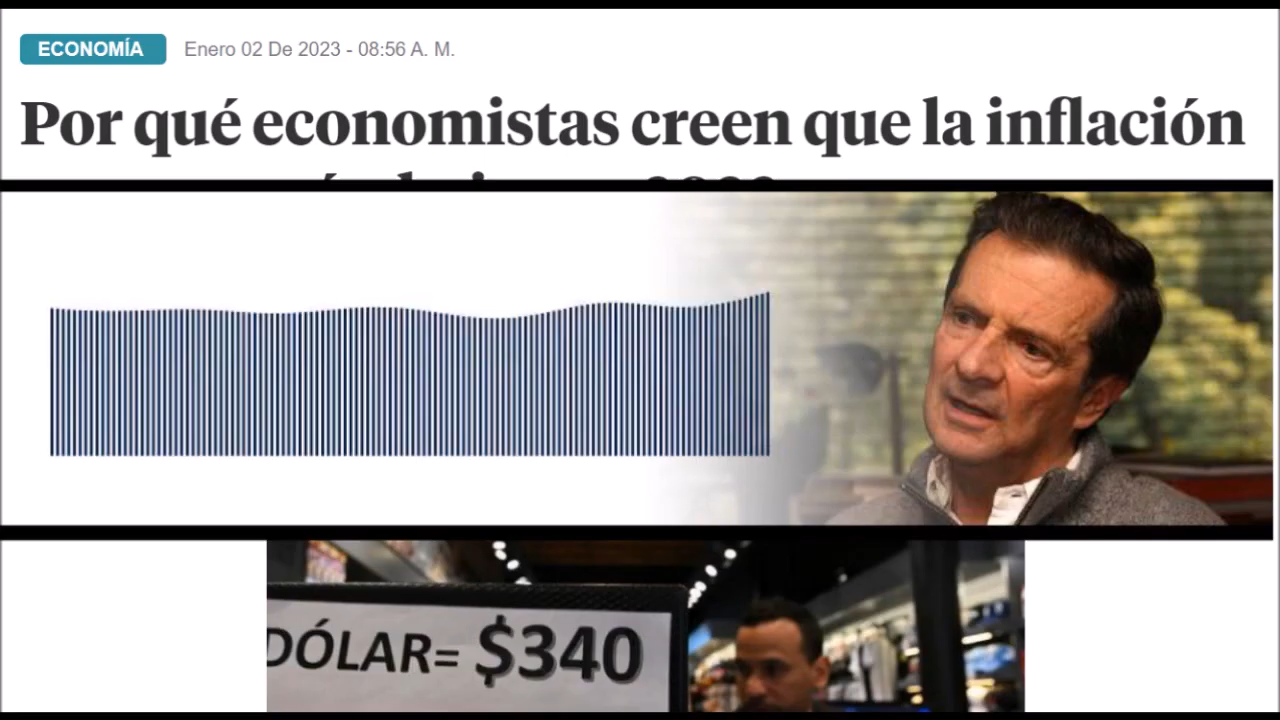 ECONOMÍA
Enero 02 De 2023 - 08:56 A. M.
Por qué economistas creen que la inflación
DÓLAR= $340